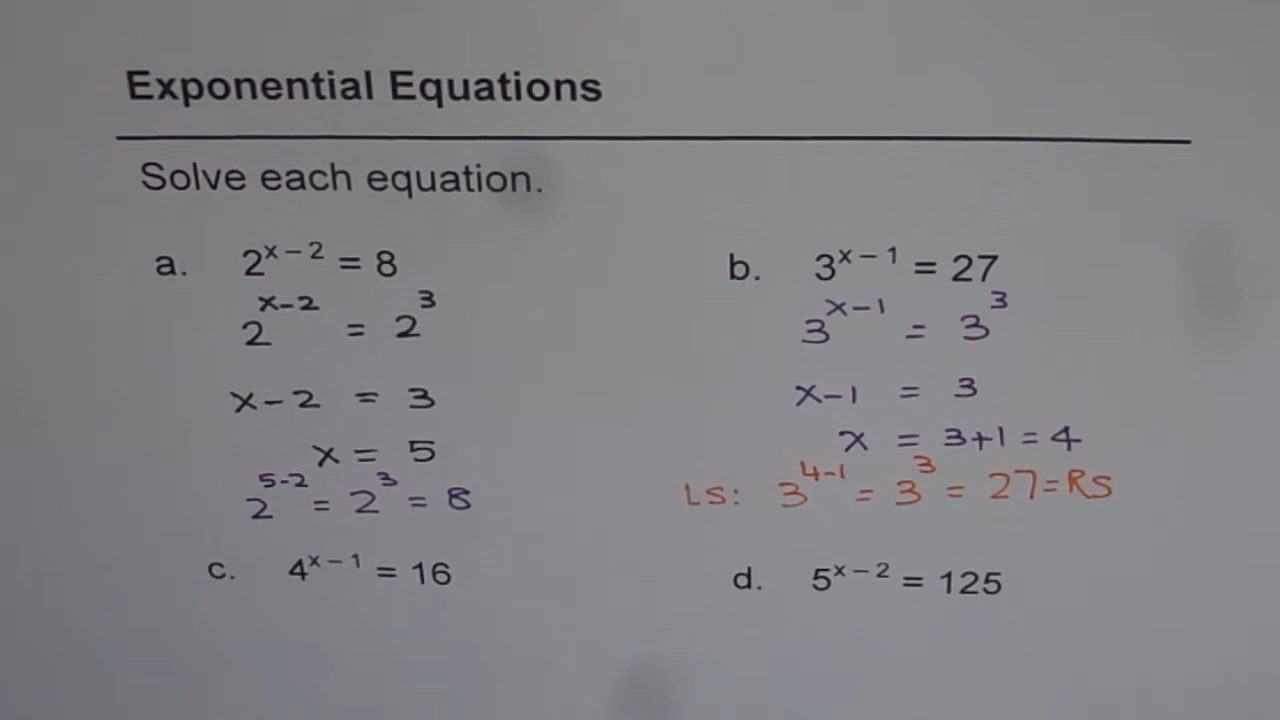 Exponential Equations
Solve each equation.
a. 2^{x-2} = 8
2^{x-2} = 2^3
x-2 = 3
x = 5
2^{5-2} = 2^3 = 8
b. 3^{x-1} = 27
3^{x-1} = 3^3
x-1 = 3
x = 3+1 = 4
LS: 3^{4-1} = 3^3 = 27 = RS
c. 4^{x-1} = 16
d. 5^{x-2} = 125